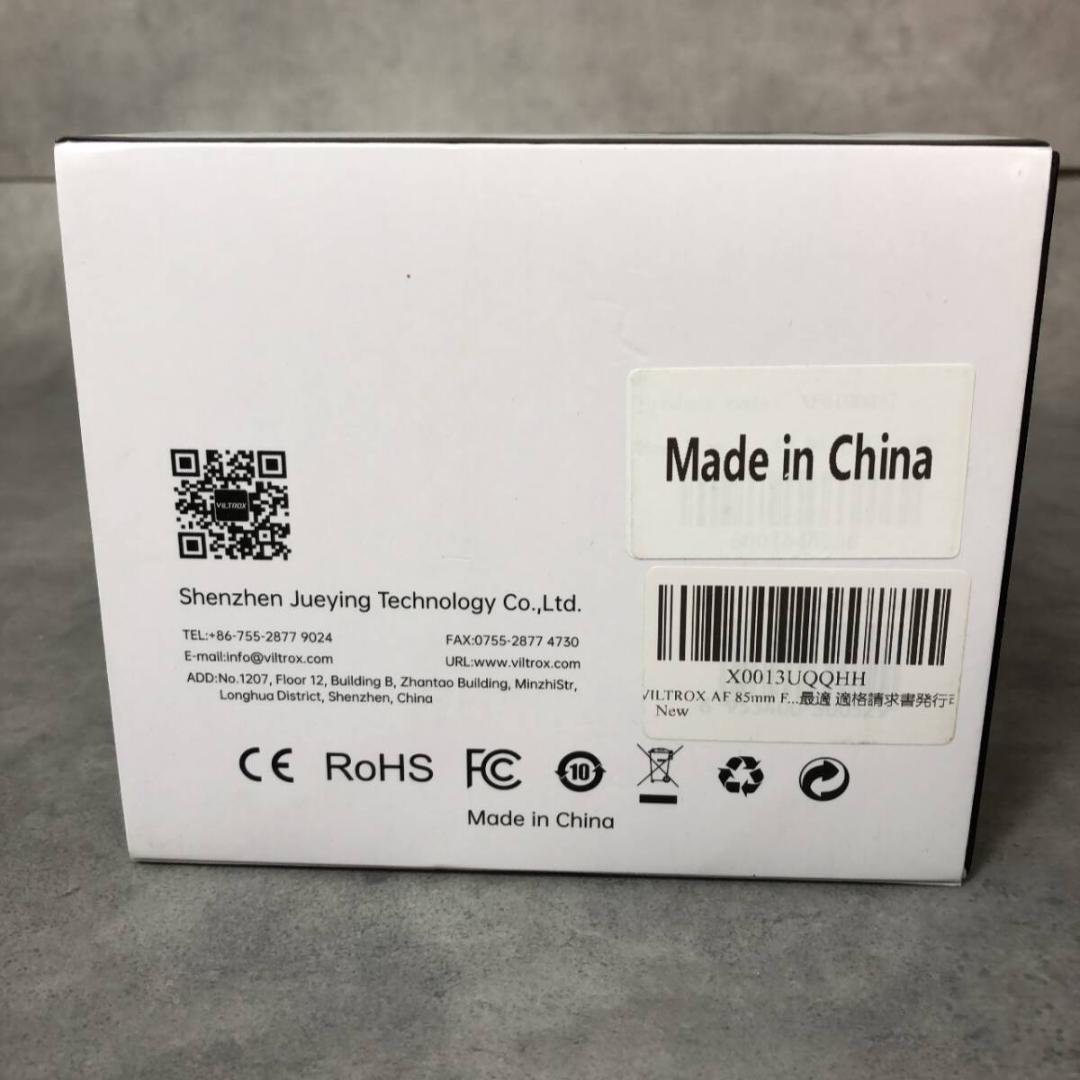 Made in China
VILTROX
Shenzhen Jueying Technology Co.,Ltd.
TEL:+86-755-2877 9024 FAX:0755-2877 4730
E-mail:info@viltrox.com URL:www.viltrox.com
ADD:No.1207, Floor 12, Building B, Zhantao Building, MinzhiStr,
Longhua District, Shenzhen, China
X0013UQQHH
VILTROX AF 85mm F...最適 適格請求書発行
New
CE RoHS FC 10
Made in China